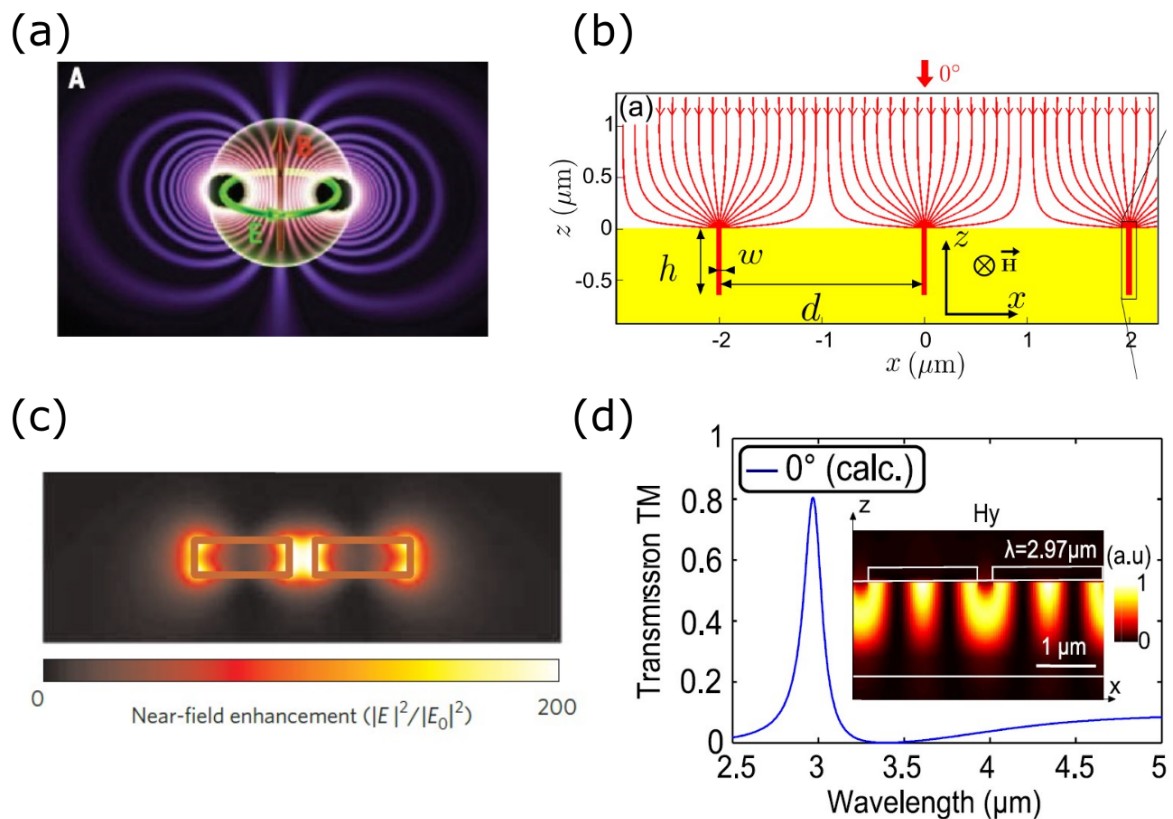 (a)
A
B
E
(b)
0°
(a)
z (μm)
1
0.5
0
-0.5
h
w
d
z
H
x
-2
-1
0
1
2
x (μm)
(c)
0
200
Near-field enhancement (|E|²/|E₀|²)
(d)
Transmission TM
1
0.8
0.6
0.4
0.2
0
0° (calc.)
z
Hy
λ=2.97μm
(a.u)
1
0
1 μm
x
2.5
3
3.5
4
4.5
5
Wavelength (μm)